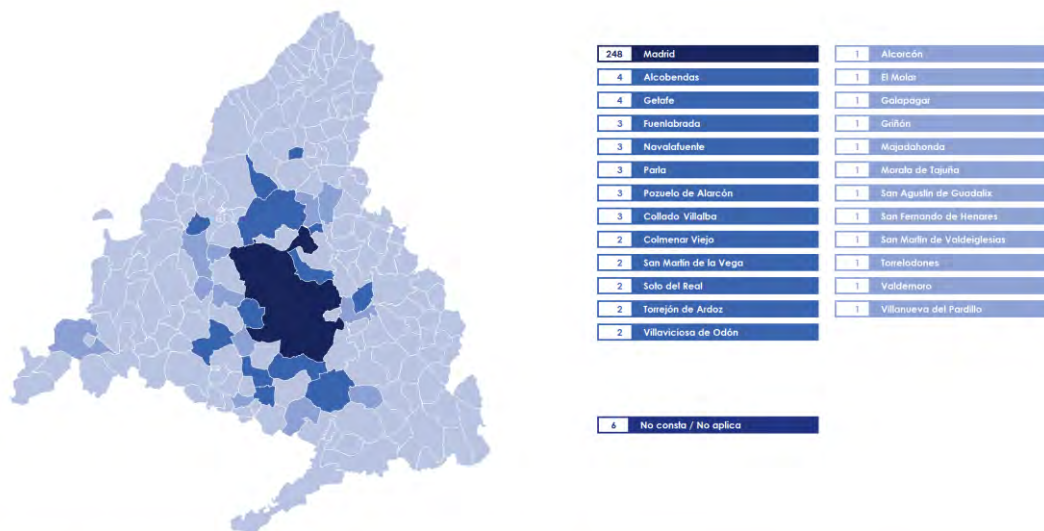 248 Madrid
4 Alcobendas
4 Getafe
3 Fuenlabrada
3 Navalafuente
3 Parla
3 Pozuelo de Alarcón
3 Collado Villalba
2 Colmenar Viejo
2 San Martín de la Vega
2 Soto del Real
2 Torrejón de Ardoz
2 Villaviciosa de Odón
1 Alcorcón
1 El Molar
1 Galapagar
1 Griñón
1 Majadahonda
1 Morata de Tajuña
1 San Agustín de Guadalix
1 San Fernando de Henares
1 San Martín de Valdeiglesias
1 Torrelodones
1 Valdemoro
1 Villanueva del Pardillo
6 No consta / No aplica